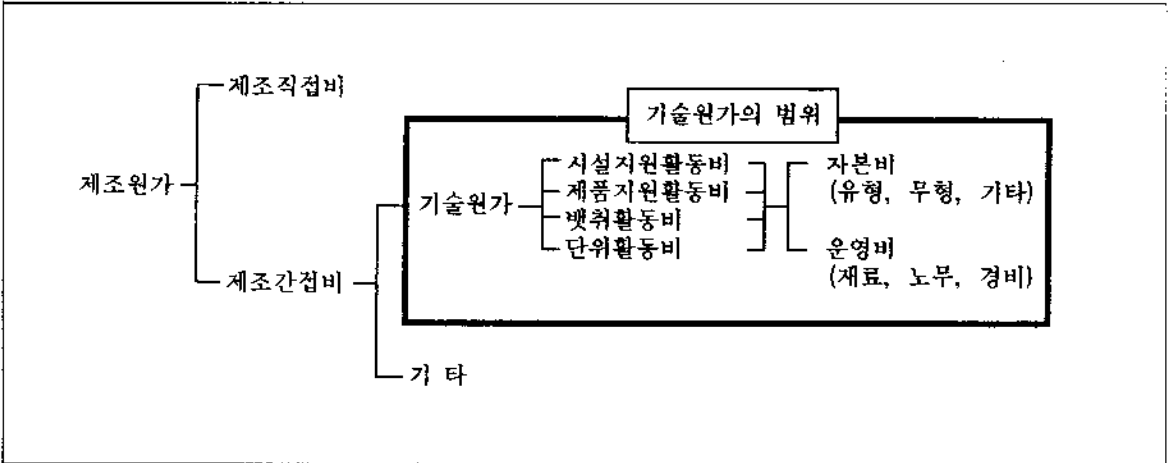 제조직접비
기술원가의 범위
시설지원활동비
자본비
제조원가
제품지원활동비
(유형, 무형, 기타)
기술원가
뱃취활동비
단위활동비
운영비
제조간접비
(재료, 노무, 경비)
기 타